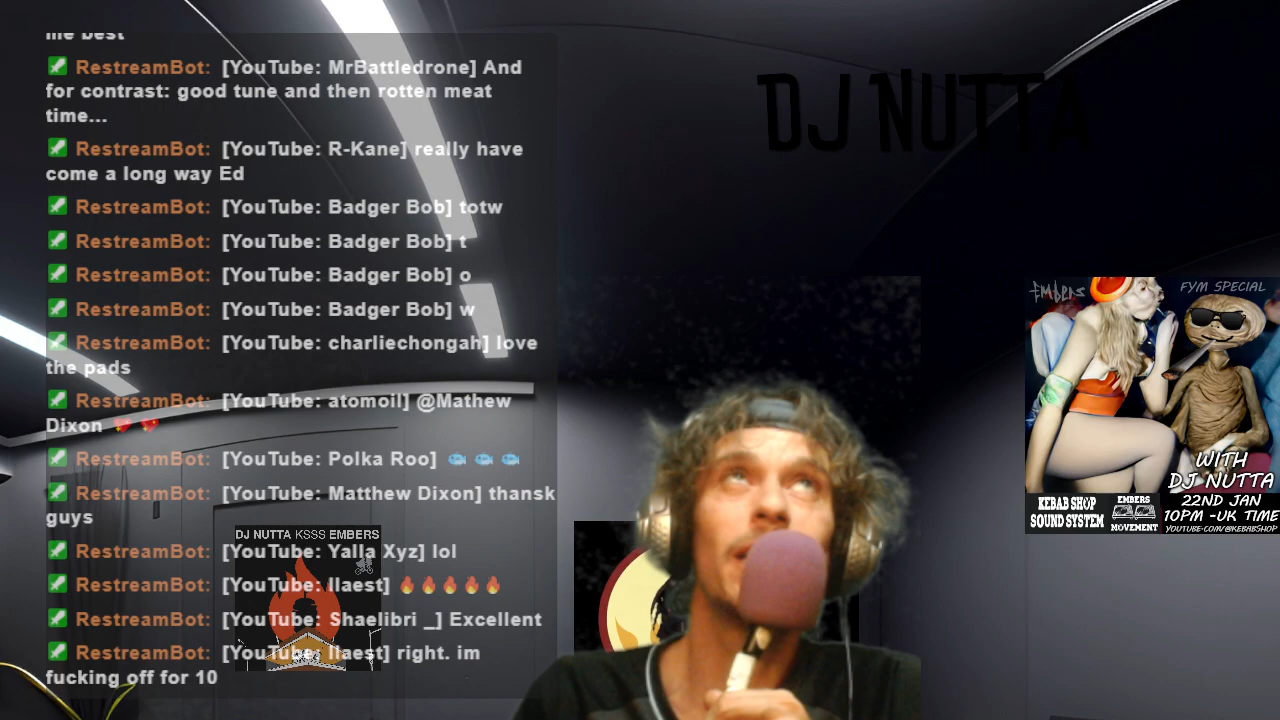 me best
RestreamBot: [YouTube: MrBattledrone] And
for contrast: good tune and then rotten meat
time...
RestreamBot: [YouTube: R-Kane] really have
come a long way Ed
RestreamBot: [YouTube: Badger Bob] totw
RestreamBot: [YouTube: Badger Bob] t
RestreamBot: [YouTube: Badger Bob] o
RestreamBot: [YouTube: Badger Bob] w
RestreamBot: [YouTube: charliechongah] love
the pads
RestreamBot: [YouTube: atomoil] @Mathew
Dixon
RestreamBot: [YouTube: Polka Roo]
RestreamBot: [YouTube: Matthew Dixon] thansk
guys
RestreamBot: [YouTube: Yalla Xyz] lol
RestreamBot: [YouTube: llaest]
RestreamBot: [YouTube: Shaelibri _] Excellent
RestreamBot: [YouTube: llaest] right. im
fucking off for 10
DJ NUTTA KSSS EMBERS
DJ NUTTA
EMBERS
FYM SPECIAL
WITH
DJ NUTTA
KEBAB SHOP
SOUND SYSTEM
EMBERS
MOVEMENT
22ND JAN
10PM -UK TIME
YOUTUBE.COM/@KEBABSHOP